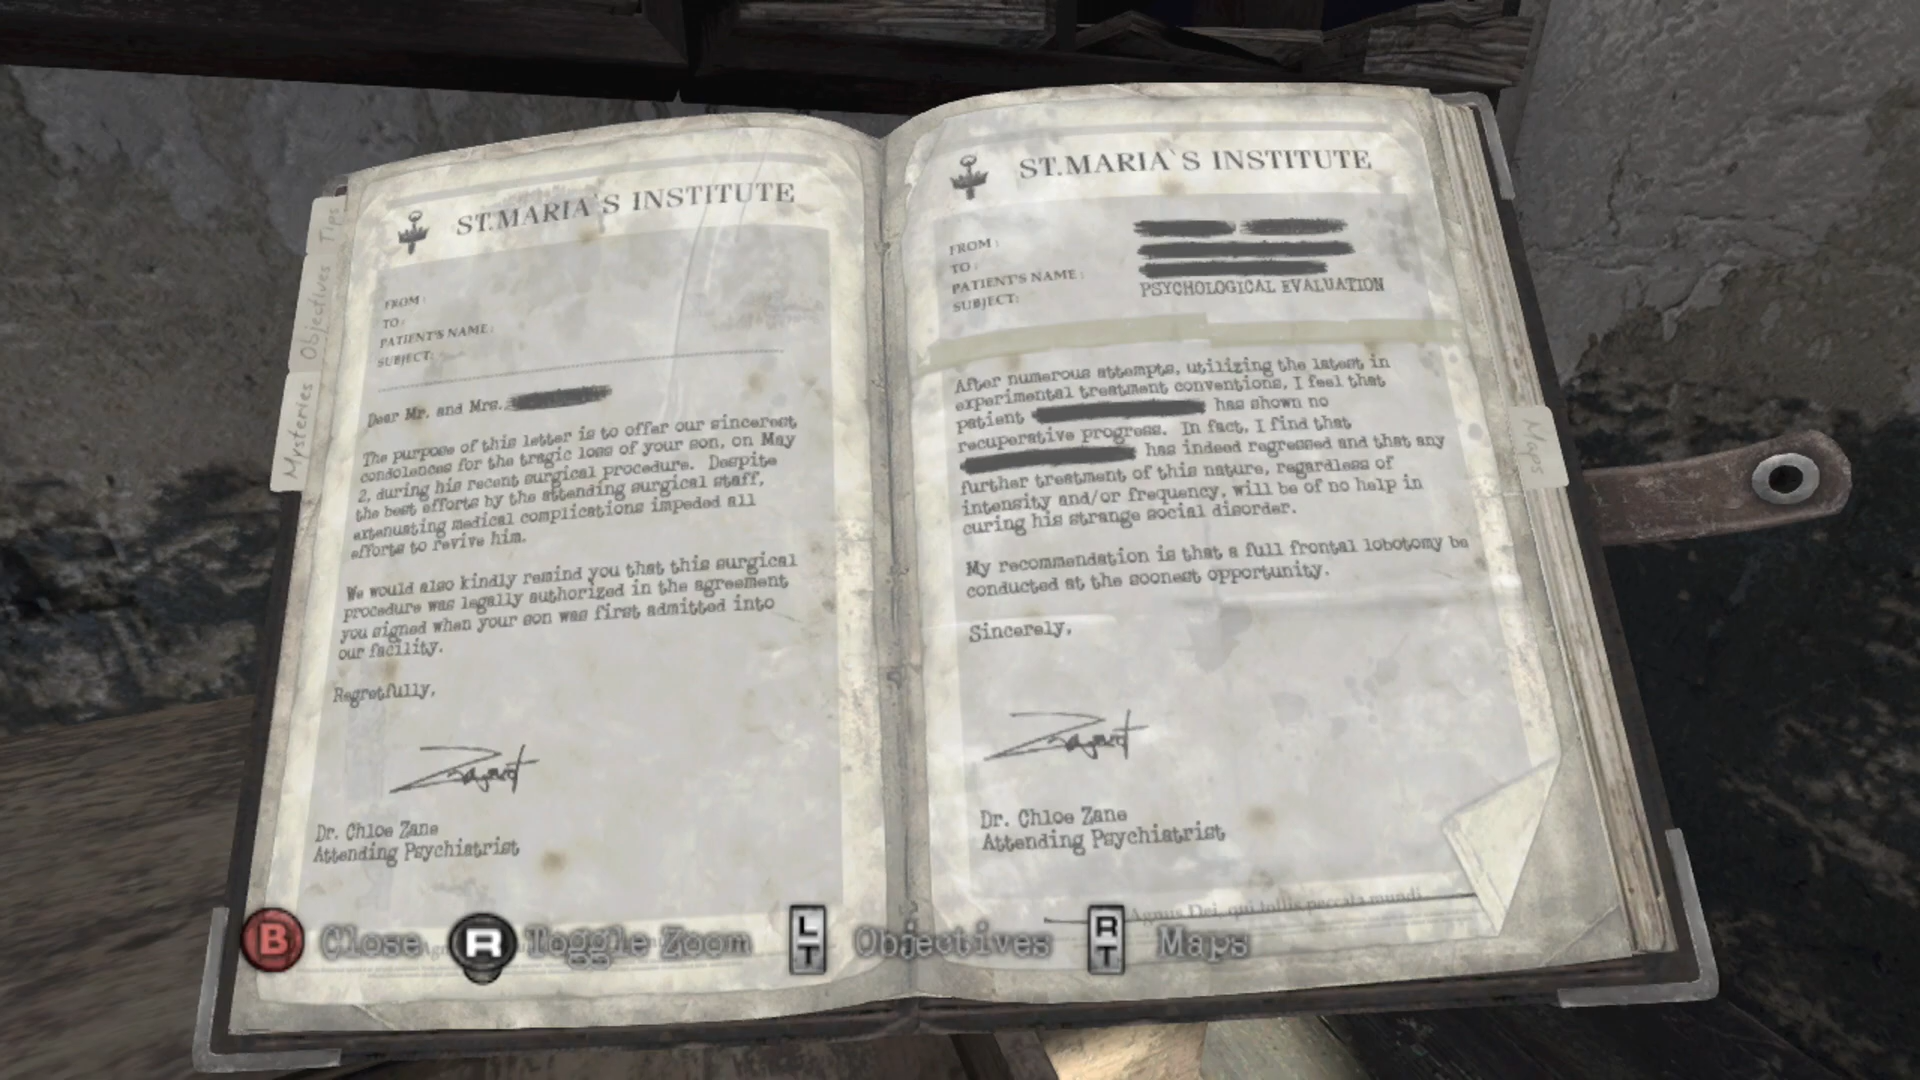 ST.MARIA`S INSTITUTE
FROM:
TO:
PATIENT'S NAME:
SUBJECT:
Dear Mr. and Mrs.
The purpose of this letter is to offer our sincerest
condolences for the tragic loss of your son, on May
2, during his recent surgical procedure. Despite
the best efforts by the attending surgical staff,
extenuating medical complications impeded all
efforts to revive him.
We would also kindly remind you that this surgical
procedure was legally authorized in the agreement
you signed when your son was first admitted into
our facility.
Regretfully,
Dr. Chloe Zane
Attending Psychiatrist
ST.MARIA`S INSTITUTE
FROM:
TO:
PATIENT'S NAME:
SUBJECT: PSYCHOLOGICAL EVALUATION
After numerous attempts, utilizing the latest in
experimental treatment conventions, I feel that
patient has shown no
recuperative progress. In fact, I find that
has indeed regressed and that any
further treatment of this nature, regardless of
intensity and/or frequency, will be of no help in
curing his strange social disorder.
My recommendation is that a full frontal lobotomy be
conducted at the soonest opportunity.
Sincerely,
Dr. Chloe Zane
Attending Psychiatrist
Agnus Dei, qui tollis peccata mundi
Tips
Objectives
Mysteries
Maps
B Close R Toggle Zoom LT Objectives RT Maps